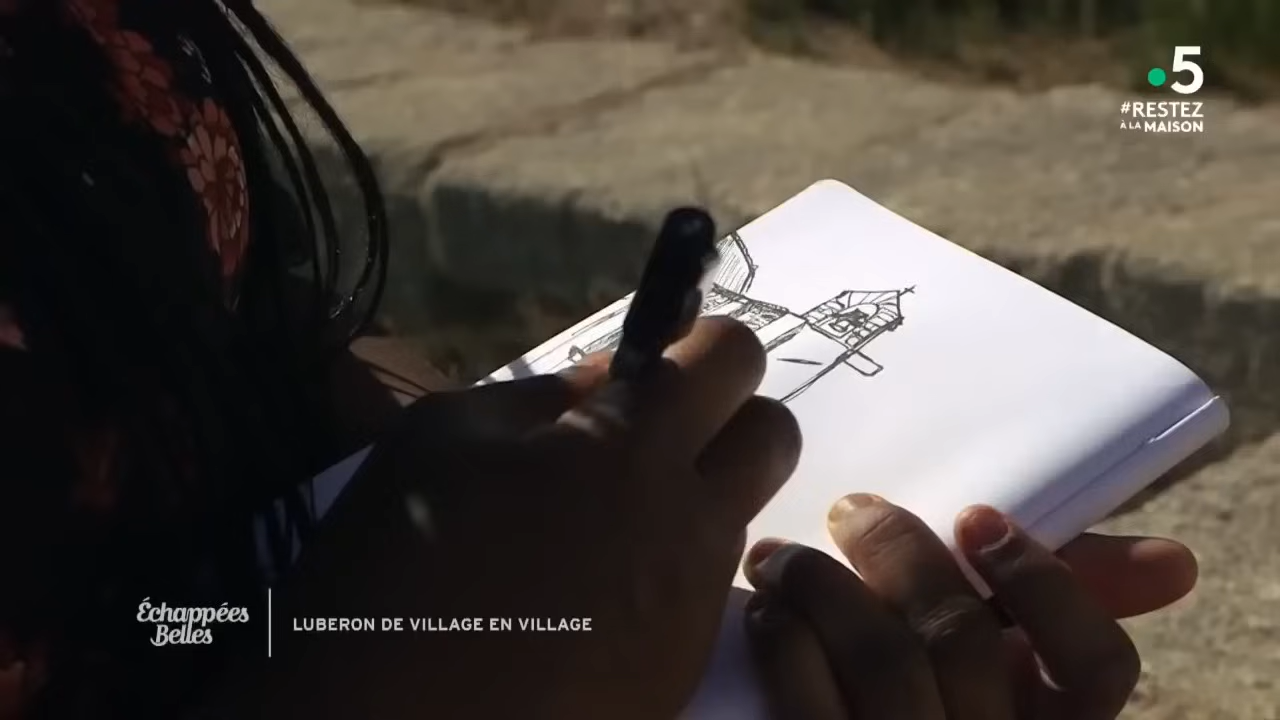 5
#RESTEZ
À LA MAISON
Échappées
Belles
LUBERON DE VILLAGE EN VILLAGE